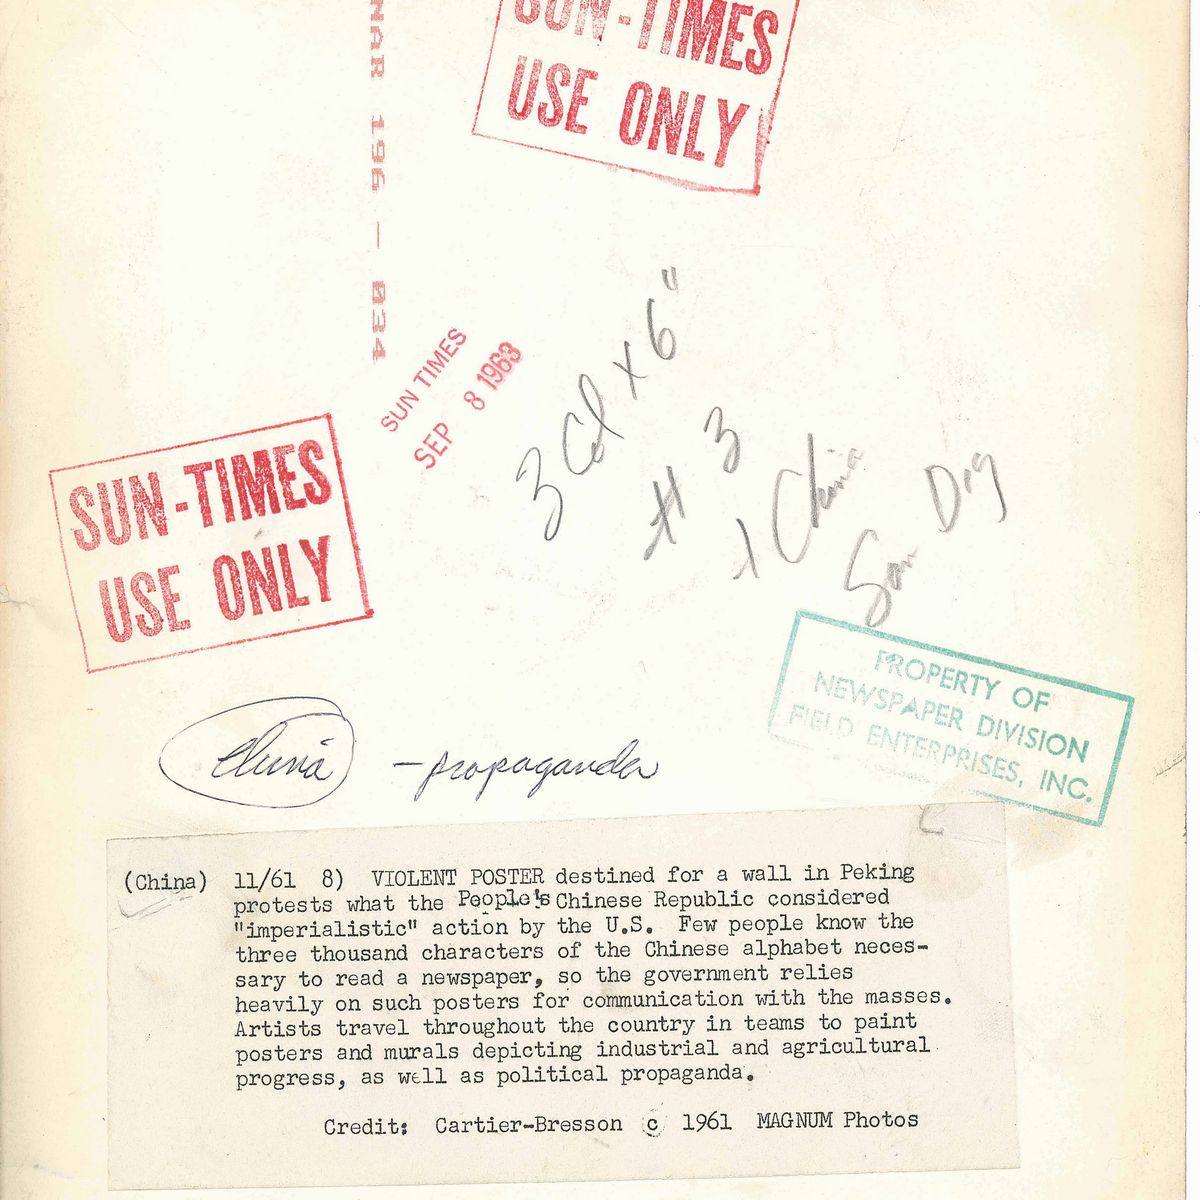 MAR 196 — 034
SUN-TIMES
USE ONLY
SUN TIMES
SEP 8 1963
3 Col x 6"
# 3
1 China
SUN-TIMES
USE ONLY
PROPERTY OF
NEWSPAPER DIVISION
FIELD ENTERPRISES, INC.
China - propaganda
(China) 11/61 8) VIOLENT POSTER destined for a wall in Peking
protests what the People's Chinese Republic considered
"imperialistic" action by the U.S. Few people know the
three thousand characters of the Chinese alphabet neces-
sary to read a newspaper, so the government relies
heavily on such posters for communication with the masses.
Artists travel throughout the country in teams to paint
posters and murals depicting industrial and agricultural
progress, as well as political propaganda.
Credit: Cartier-Bresson © 1961 MAGNUM Photos